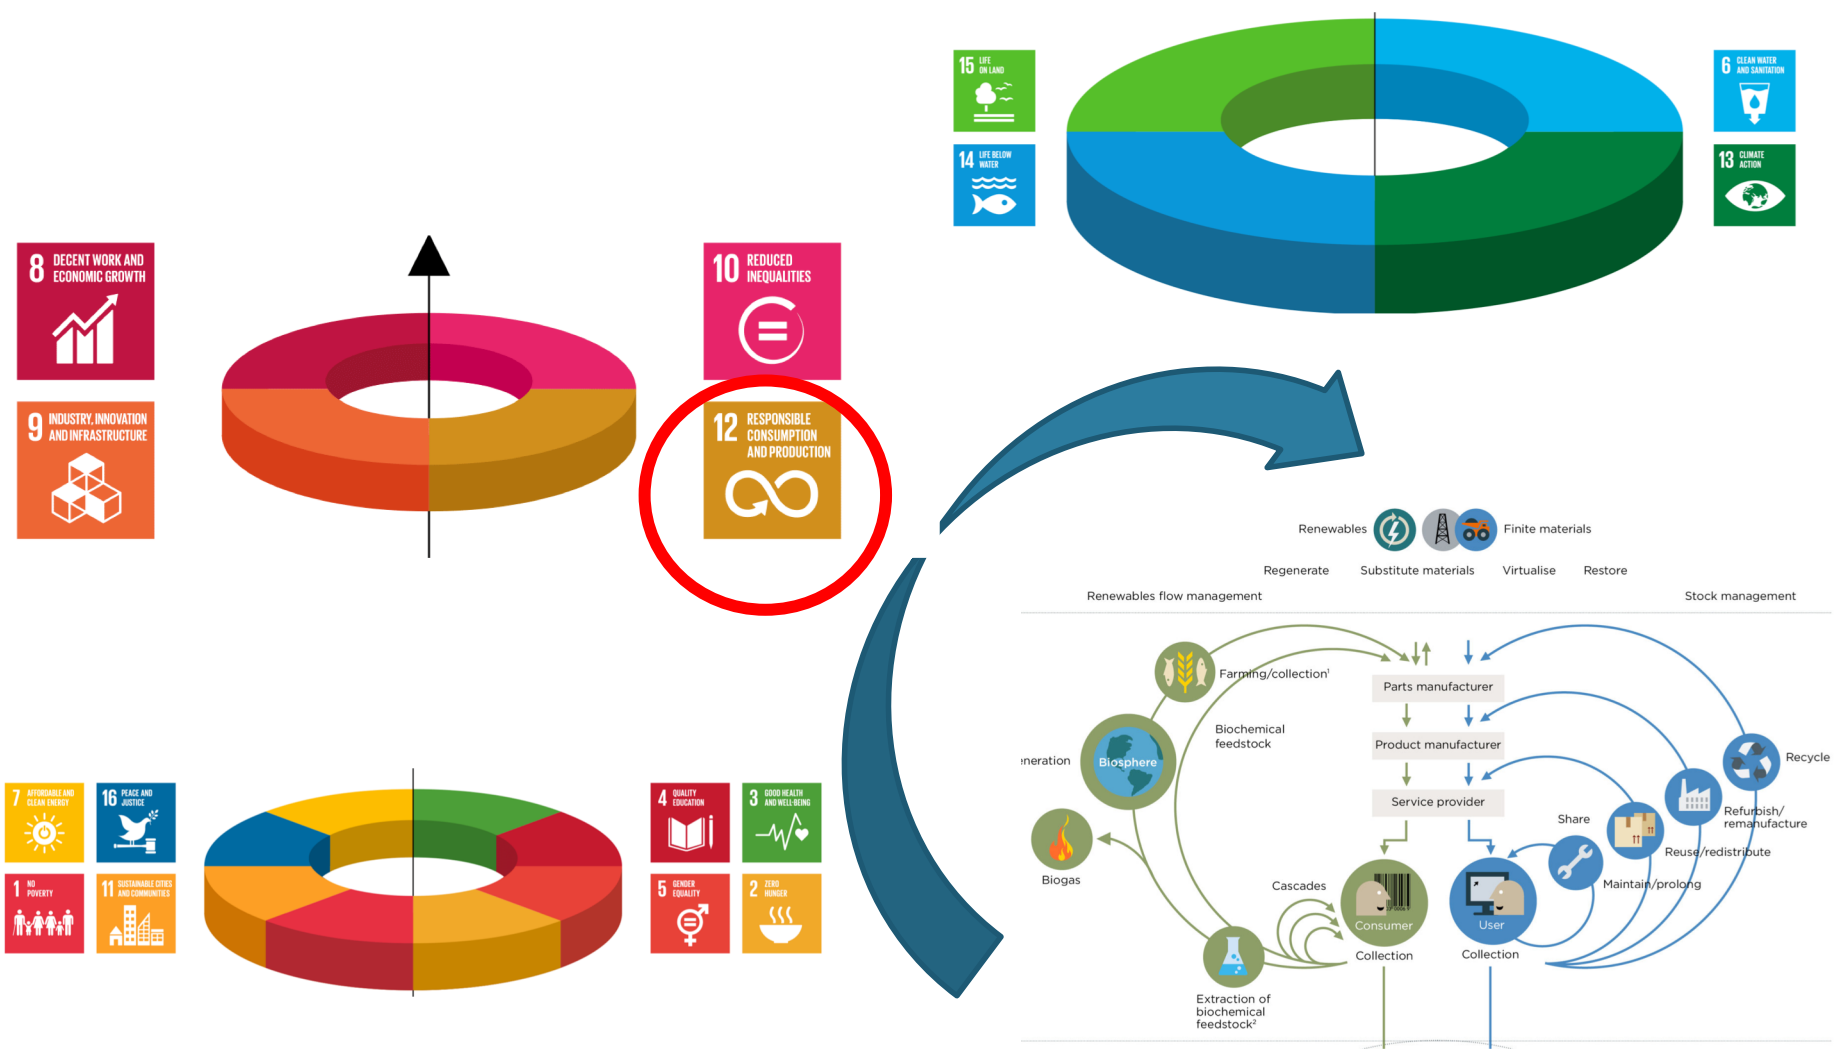 15 LIFE
ON LAND
6 CLEAN WATER
AND SANITATION
14 LIFE BELOW
WATER
13 CLIMATE
ACTION
8 DECENT WORK AND
ECONOMIC GROWTH
10 REDUCED
INEQUALITIES
9 INDUSTRY, INNOVATION
AND INFRASTRUCTURE
12 RESPONSIBLE
CONSUMPTION
AND PRODUCTION
7 AFFORDABLE AND
CLEAN ENERGY
16 PEACE AND
JUSTICE
4 QUALITY
EDUCATION
3 GOOD HEALTH
AND WELL-BEING
1 NO
POVERTY
11 SUSTAINABLE CITIES
AND COMMUNITIES
5 GENDER
EQUALITY
2 ZERO
HUNGER
Renewables
Finite materials
Regenerate Substitute materials Virtualise Restore
Renewables flow management
Stock management
Farming/collection¹
Parts manufacturer
Biochemical
feedstock
Product manufacturer
neration
Biosphere
Recycle
Service provider
Share
Refurbish/
remanufacture
Reuse/redistribute
Biogas
Cascades
Maintain/prolong
Consumer
User
Collection
Collection
Extraction of
biochemical
feedstock²